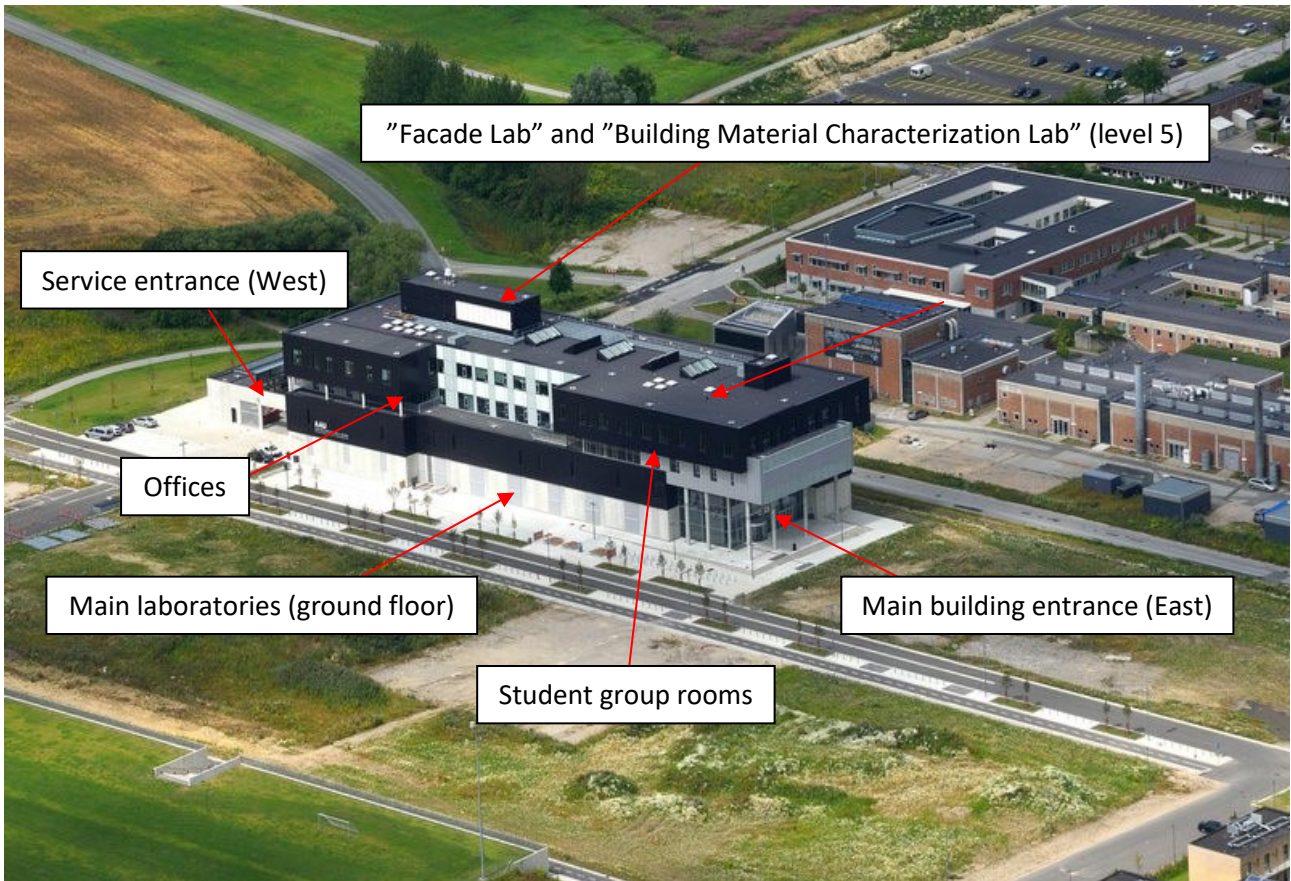 ”Facade Lab” and ”Building Material Characterization Lab” (level 5)
Service entrance (West)
Offices
Main laboratories (ground floor)
Main building entrance (East)
Student group rooms